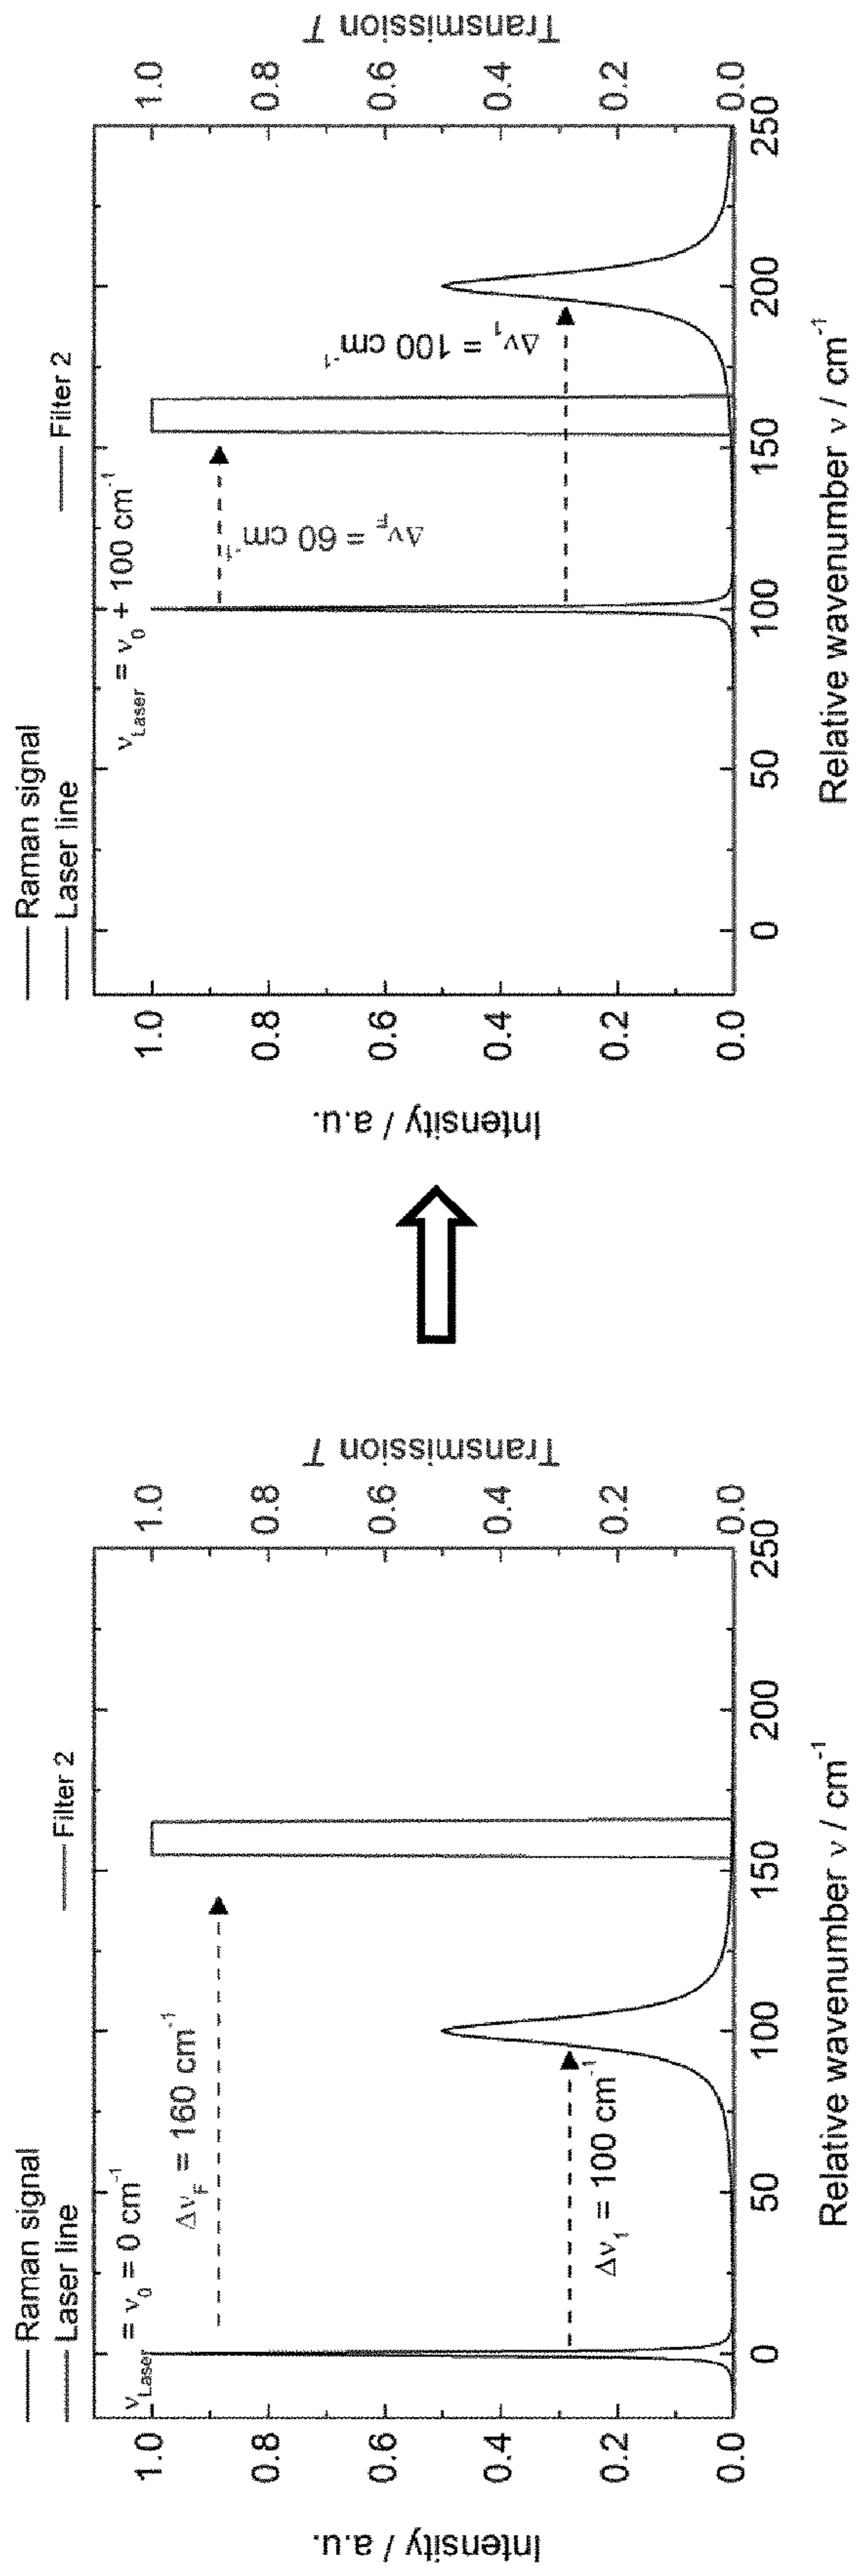 Raman signal
Laser line
Filter 2
ν_Laser = ν_0 = 0 cm^-1
Δν_F = 160 cm^-1
Δν_1 = 100 cm^-1
Intensity / a.u.
1.0
0.8
0.6
0.4
0.2
0.0
Transmission T
1.0
0.8
0.6
0.4
0.2
0.0
0 50 100 150 200 250
Relative wavenumber ν / cm^-1
Raman signal
Laser line
Filter 2
ν_Laser = ν_0 + 100 cm^-1
Δν_F = 60 cm^-1
Δν_1 = 100 cm^-1
Intensity / a.u.
1.0
0.8
0.6
0.4
0.2
0.0
Transmission T
1.0
0.8
0.6
0.4
0.2
0.0
0 50 100 150 200 250
Relative wavenumber ν / cm^-1